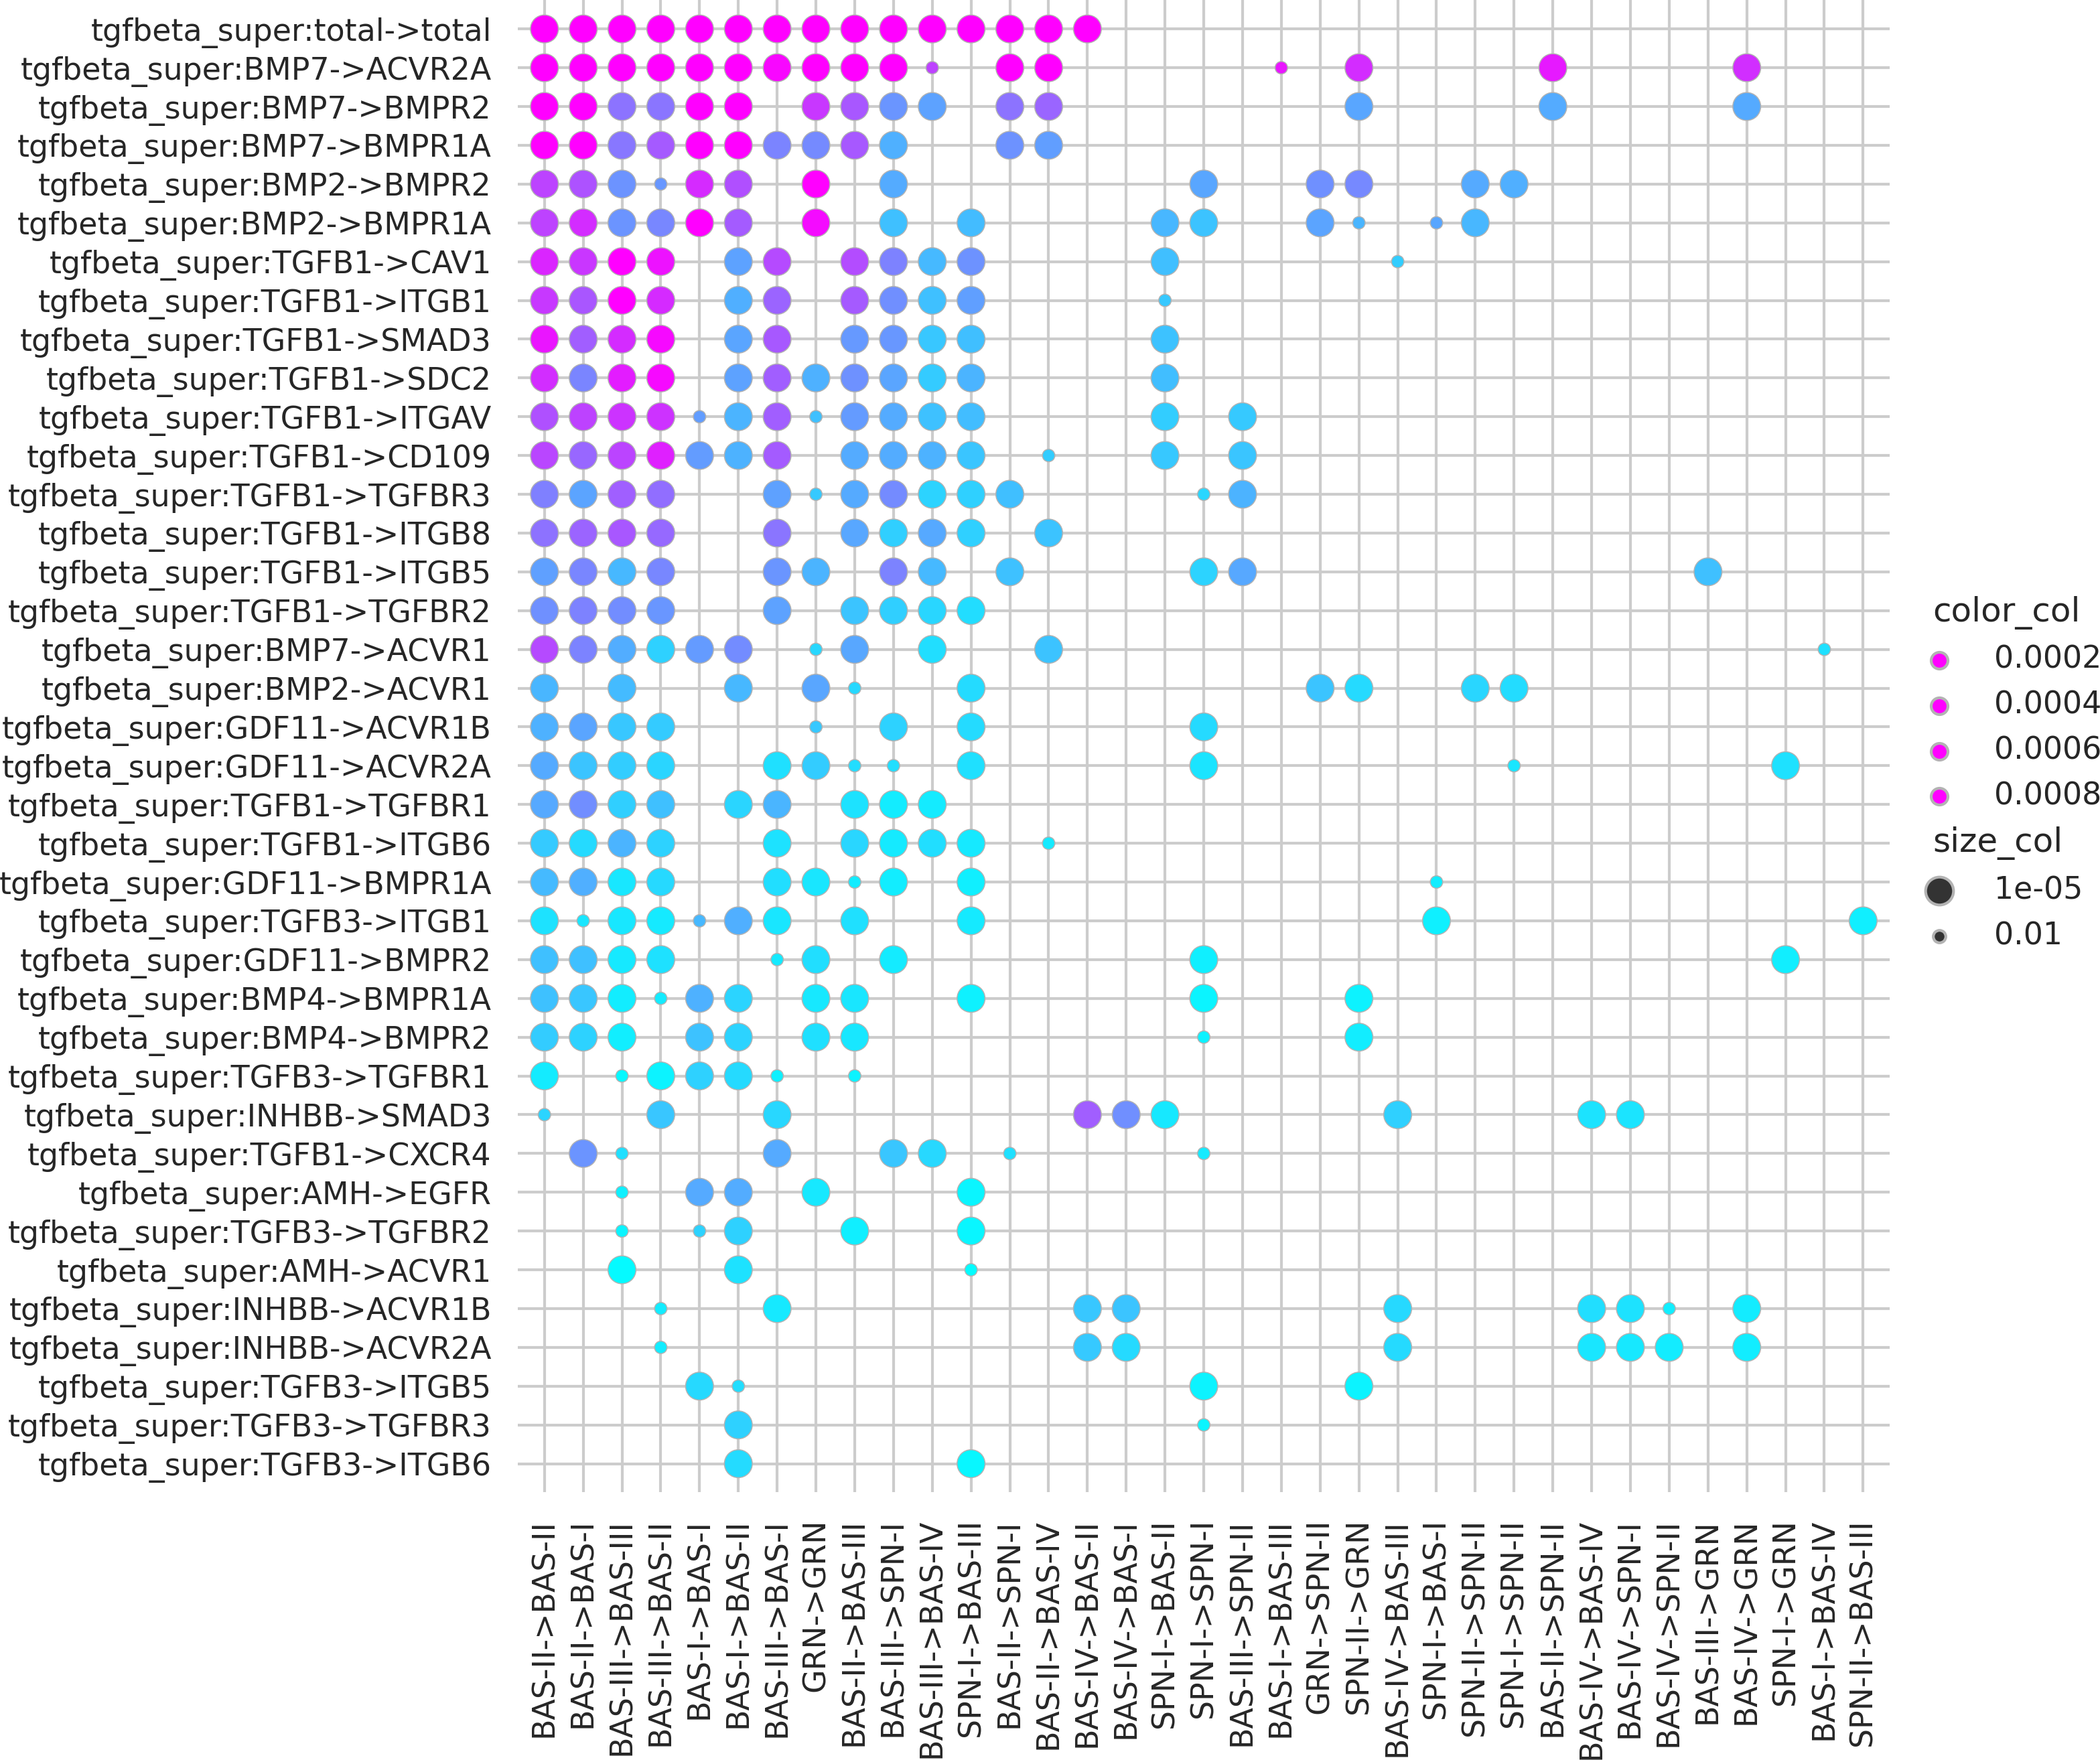 tgfbeta_super:total->total
tgfbeta_super:BMP7->ACVR2A
tgfbeta_super:BMP7->BMPR2
tgfbeta_super:BMP7->BMPR1A
tgfbeta_super:BMP2->BMPR2
tgfbeta_super:BMP2->BMPR1A
tgfbeta_super:TGFB1->CAV1
tgfbeta_super:TGFB1->ITGB1
tgfbeta_super:TGFB1->SMAD3
tgfbeta_super:TGFB1->SDC2
tgfbeta_super:TGFB1->ITGAV
tgfbeta_super:TGFB1->CD109
tgfbeta_super:TGFB1->TGFBR3
tgfbeta_super:TGFB1->ITGB8
tgfbeta_super:TGFB1->ITGB5
tgfbeta_super:TGFB1->TGFBR2
tgfbeta_super:BMP7->ACVR1
tgfbeta_super:BMP2->ACVR1
tgfbeta_super:GDF11->ACVR1B
tgfbeta_super:GDF11->ACVR2A
tgfbeta_super:TGFB1->TGFBR1
tgfbeta_super:TGFB1->ITGB6
tgfbeta_super:GDF11->BMPR1A
tgfbeta_super:TGFB3->ITGB1
tgfbeta_super:GDF11->BMPR2
tgfbeta_super:BMP4->BMPR1A
tgfbeta_super:BMP4->BMPR2
tgfbeta_super:TGFB3->TGFBR1
tgfbeta_super:INHBB->SMAD3
tgfbeta_super:TGFB1->CXCR4
tgfbeta_super:AMH->EGFR
tgfbeta_super:TGFB3->TGFBR2
tgfbeta_super:AMH->ACVR1
tgfbeta_super:INHBB->ACVR1B
tgfbeta_super:INHBB->ACVR2A
tgfbeta_super:TGFB3->ITGB5
tgfbeta_super:TGFB3->TGFBR3
tgfbeta_super:TGFB3->ITGB6
BAS-II->BAS-II
BAS-II->BAS-I
BAS-III->BAS-III
BAS-III->BAS-II
BAS-I->BAS-I
BAS-I->BAS-II
BAS-III->BAS-I
GRN->GRN
BAS-II->BAS-III
BAS-III->SPN-I
BAS-III->BAS-IV
SPN-I->BAS-III
BAS-II->SPN-I
BAS-II->BAS-IV
BAS-IV->BAS-II
BAS-IV->BAS-I
SPN-I->BAS-II
SPN-I->SPN-I
BAS-III->SPN-II
BAS-I->BAS-III
GRN->SPN-II
SPN-II->GRN
BAS-IV->BAS-III
SPN-I->BAS-I
SPN-II->SPN-II
SPN-I->SPN-II
BAS-II->SPN-II
BAS-IV->BAS-IV
BAS-IV->SPN-I
BAS-IV->SPN-II
BAS-III->GRN
BAS-IV->GRN
SPN-I->GRN
BAS-I->BAS-IV
SPN-II->BAS-III
color_col
0.0002
0.0004
0.0006
0.0008
size_col
1e-05
0.01